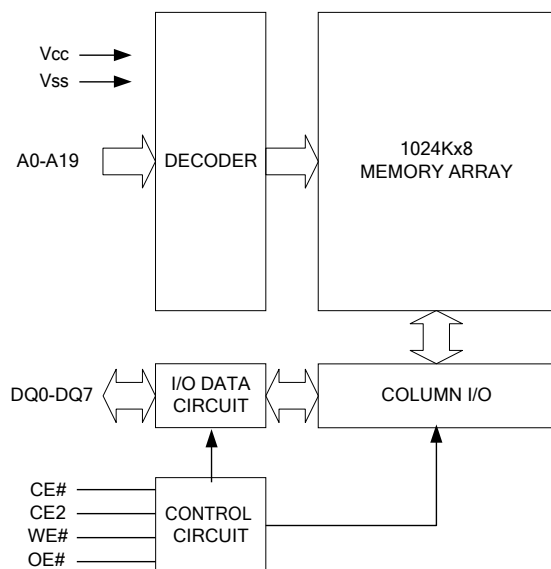 Vcc
Vss
A0-A19
DECODER
1024Kx8
MEMORY ARRAY
DQ0-DQ7
I/O DATA
CIRCUIT
COLUMN I/O
CE#
CE2
WE#
OE#
CONTROL
CIRCUIT